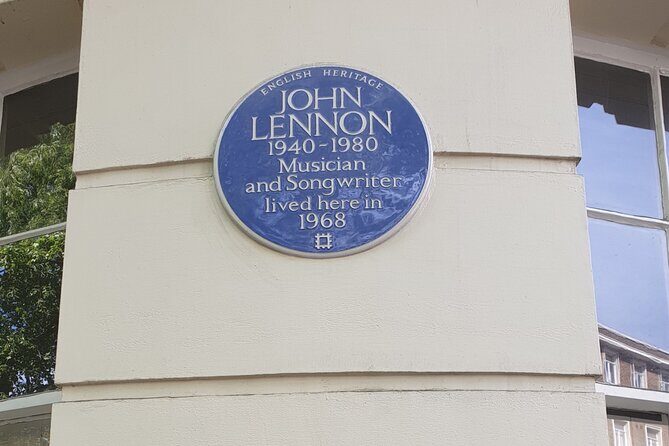 ENGLISH HERITAGE
JOHN
LENNON
1940-1980
Musician
and Songwriter
lived here in
1968